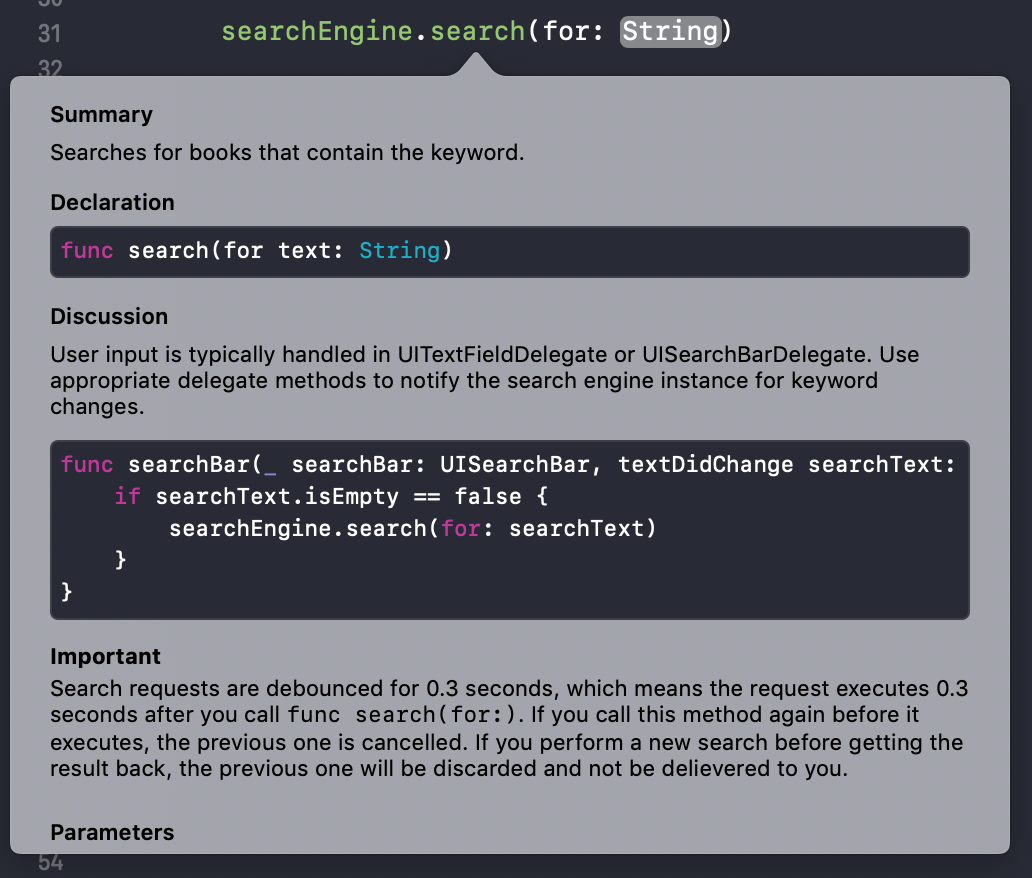 30
31 searchEngine.search(for: String)
32
Summary
Searches for books that contain the keyword.
Declaration
func search(for text: String)
Discussion
User input is typically handled in UITextFieldDelegate or UISearchBarDelegate. Use
appropriate delegate methods to notify the search engine instance for keyword
changes.
func searchBar(_ searchBar: UISearchBar, textDidChange searchText:
    if searchText.isEmpty == false {
        searchEngine.search(for: searchText)
    }
}
Important
Search requests are debounced for 0.3 seconds, which means the request executes 0.3
seconds after you call func search(for:). If you call this method again before it
executes, the previous one is cancelled. If you perform a new search before getting the
result back, the previous one will be discarded and not be delievered to you.
Parameters
54